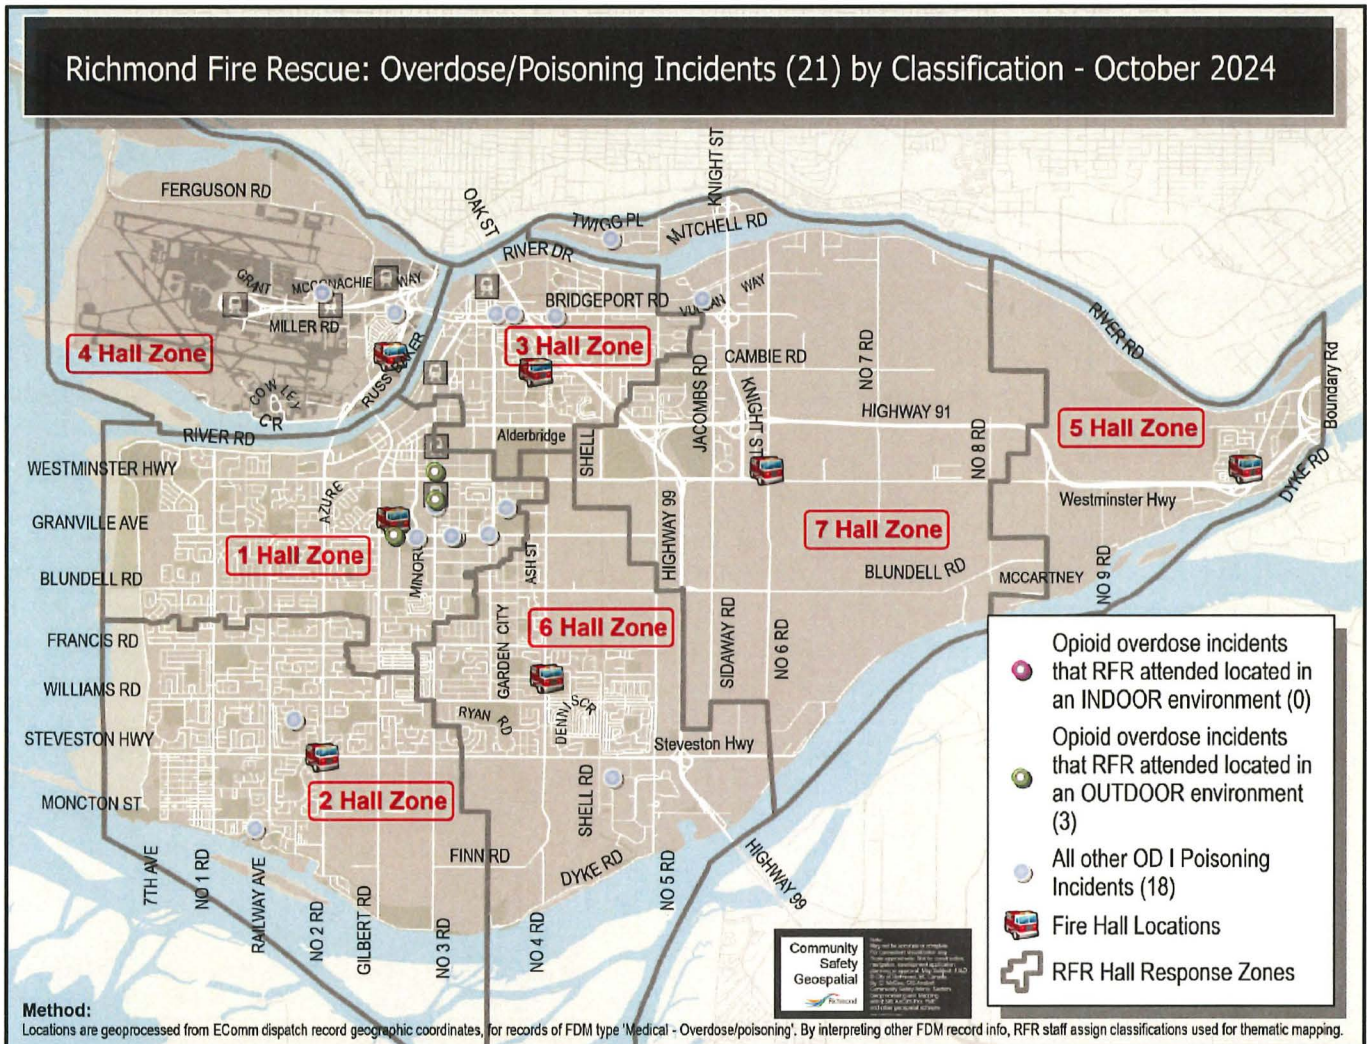 Richmond Fire Rescue: Overdose/Poisoning Incidents (21) by Classification - October 2024
KNIGHT ST
FERGUSON RD
OAK ST
TWIGG PL
MITCHELL RD
RIVER DR
GRANT
MCCONACHIE WAY
BRIDGEPORT RD
VULCAN WAY
MILLER RD
RIVER RD
4 Hall Zone
3 Hall Zone
RUSS BAKER
CAMBIE RD
NO 7 RD
JACOMBS RD
KNIGHT ST
Boundary Rd
COWLEY CR
HIGHWAY 91
5 Hall Zone
RIVER RD
Alderbridge
SHELL
NO 8 RD
WESTMINSTER HWY
DYKE RD
AZURE
HIGHWAY 99
Westminster Hwy
GRANVILLE AVE
1 Hall Zone
7 Hall Zone
MINORU
ASH ST
BLUNDELL RD
BLUNDELL RD
MCCARTNEY
NO 9 RD
FRANCIS RD
GARDEN CITY
6 Hall Zone
SIDAWAY RD
NO 6 RD
WILLIAMS RD
RYAN RD
DENNIS CR
STEVESTON HWY
Steveston Hwy
2 Hall Zone
MONCTON ST
SHELL RD
FINN RD
DYKE RD
HIGHWAY 99
7TH AVE
NO 1 RD
RAILWAY AVE
NO 2 RD
GILBERT RD
NO 3 RD
NO 4 RD
NO 5 RD
Opioid overdose incidents
that RFR attended located in
an INDOOR environment (0)
Opioid overdose incidents
that RFR attended located in
an OUTDOOR environment
(3)
All other OD I Poisoning
Incidents (18)
Fire Hall Locations
RFR Hall Response Zones
Community
Safety
Geospatial
Richmond
Method:
Locations are geoprocessed from EComm dispatch record geographic coordinates, for records of FDM type 'Medical - Overdose/poisoning'. By interpreting other FDM record info, RFR staff assign classifications used for thematic mapping.